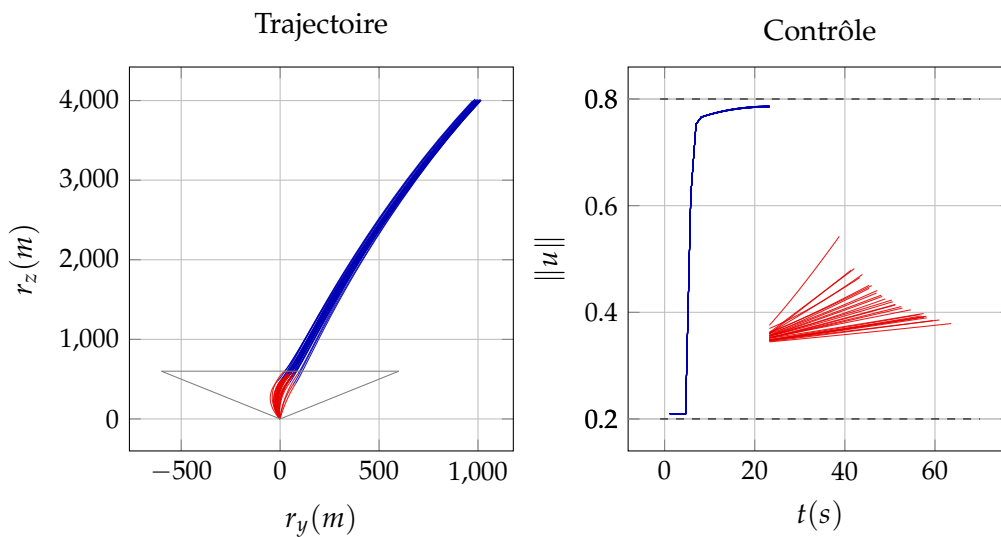 Trajectoire
4,000
3,000
2,000
1,000
0
−500
0
500
1,000
r_z(m)
r_y(m)
Contrôle
0.8
0.6
0.4
0.2
0
20
40
60
||u||
t(s)